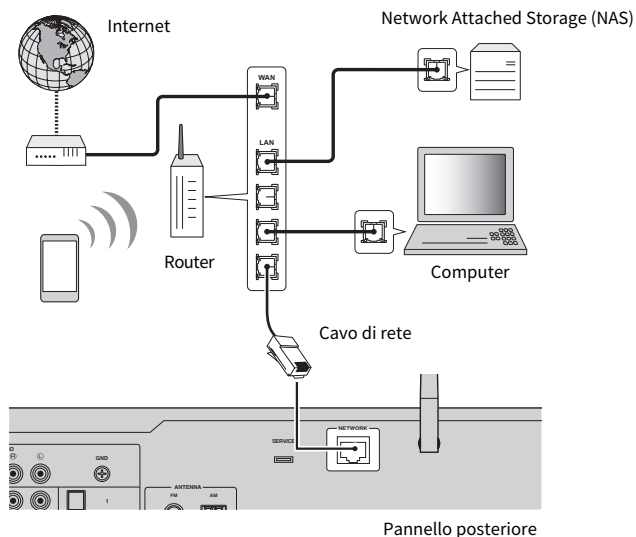 Internet
Network Attached Storage (NAS)
WAN
LAN
Router
Computer
Cavo di rete
SERVICE
NETWORK
R
L
GND
ANTENNA
1
FM
AM
Pannello posteriore